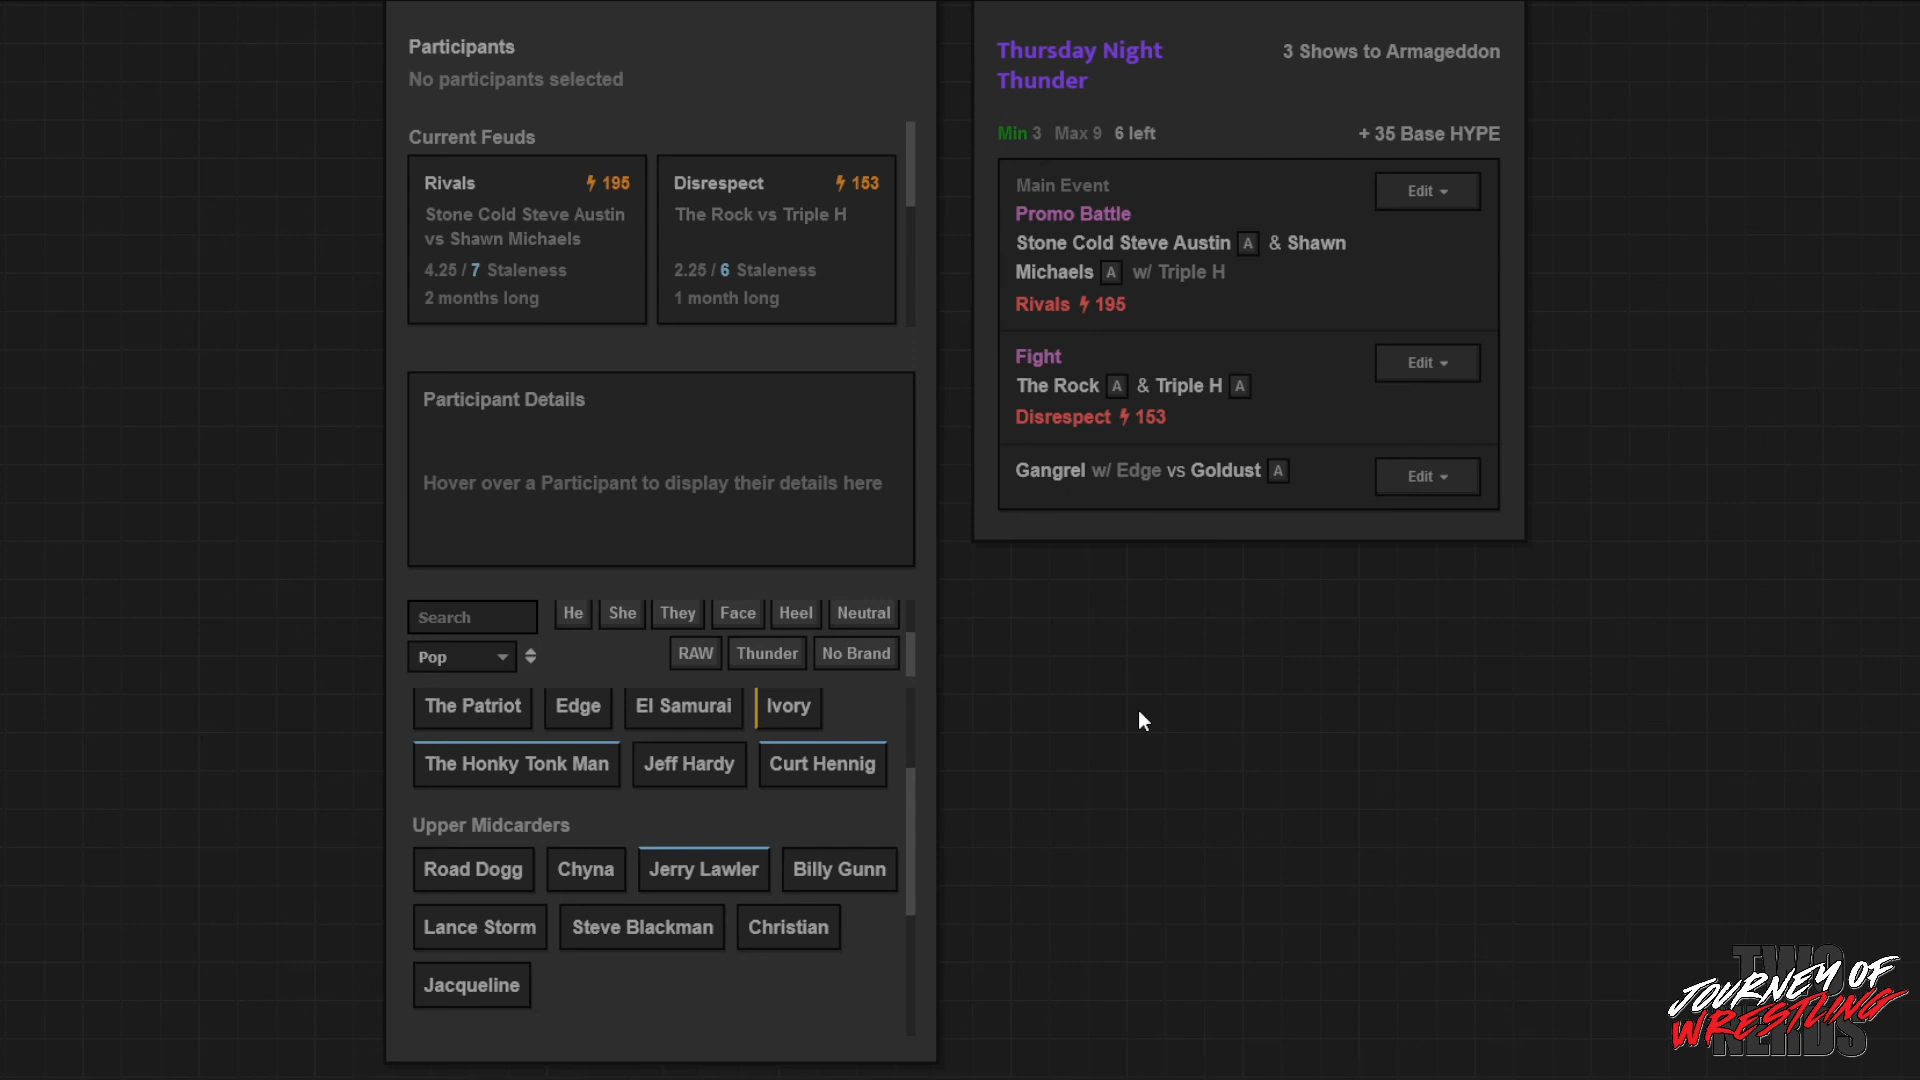 Participants
No participants selected
Current Feuds
Rivals 195
Stone Cold Steve Austin
vs Shawn Michaels
4.25 / 7 Staleness
2 months long
Disrespect 153
The Rock vs Triple H
2.25 / 6 Staleness
1 month long
Participant Details
Hover over a Participant to display their details here
Search
He She They Face Heel Neutral
Pop
RAW Thunder No Brand
The Patriot Edge El Samurai Ivory
The Honky Tonk Man Jeff Hardy Curt Hennig
Upper Midcarders
Road Dogg Chyna Jerry Lawler Billy Gunn
Lance Storm Steve Blackman Christian
Jacqueline
Thursday Night
Thunder
3 Shows to Armageddon
Min 3 Max 9 6 left
+ 35 Base HYPE
Main Event
Edit
Promo Battle
Stone Cold Steve Austin A & Shawn
Michaels A w/ Triple H
Rivals 195
Fight
Edit
The Rock A & Triple H A
Disrespect 153
Gangrel w/ Edge vs Goldust A
Edit
TWO
JOURNEY OF
WRESTLING
NERDS